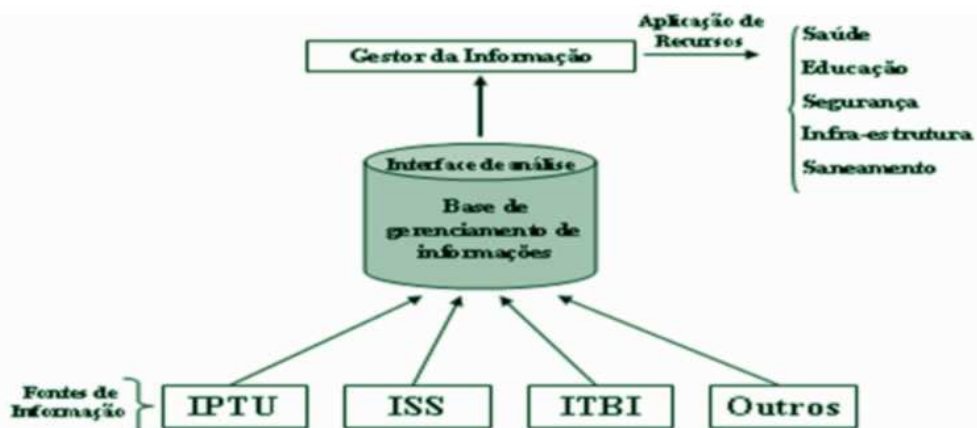 Aplicação de
Recursos
Gestor da Informação
Saúde
Educação
Segurança
Infra-estrutura
Saneamento
Interface de análise
Base de
gerenciamento de
informações
Fontes de
Informação
IPTU
ISS
ITBI
Outros